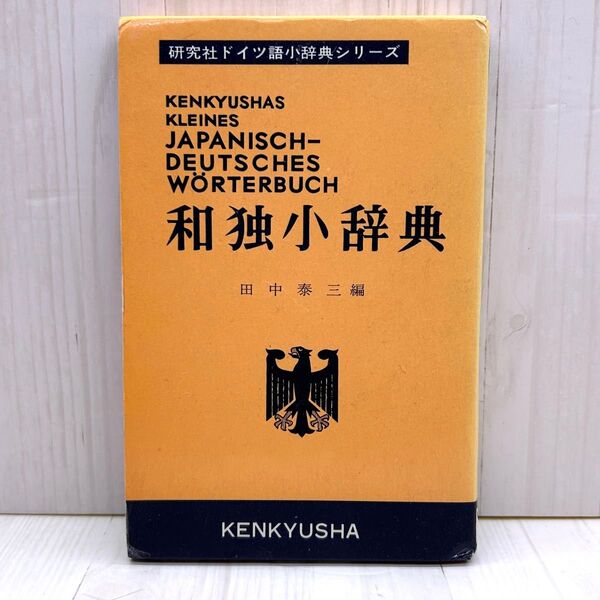 研究社ドイツ語小辞典シリーズ
KENKYUSHAS
KLEINES
JAPANISCH–
DEUTSCHES
WÖRTERBUCH
和独小辞典
田中泰三編
KENKYUSHA